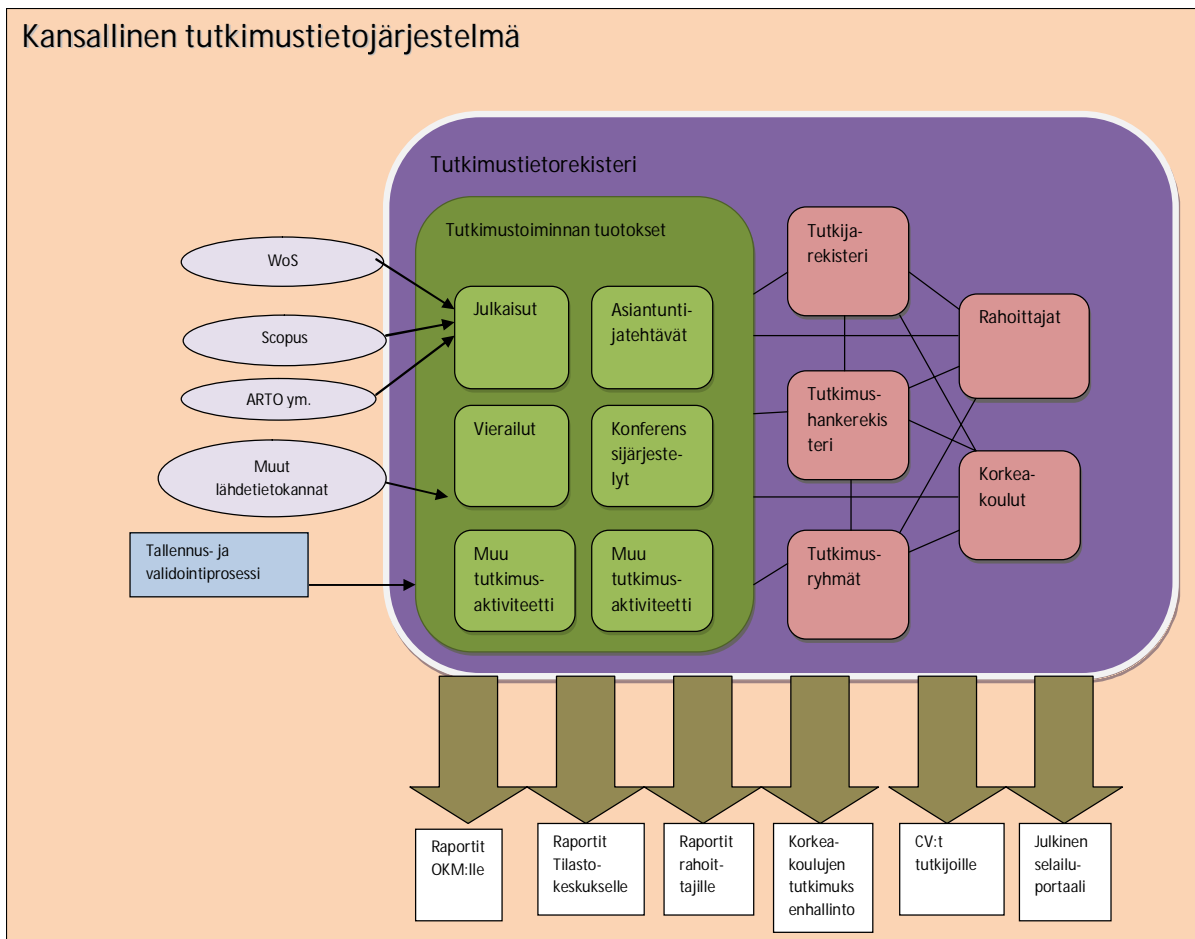 Kansallinen tutkimustietojärjestelmä
Tutkimustietorekisteri
Tutkimustoiminnan tuotokset
WoS
Scopus
ARTO ym.
Muut
lähdetietokannat
Tallennus- ja
validointiprosessi
Julkaisut
Asiantunti-
jatehtävät
Vierailut
Konferens
sijärjeste-
lyt
Muu
tutkimus-
aktiviteetti
Muu
tutkimus-
aktiviteetti
Tutkija-
rekisteri
Tutkimus
hankerekis
teri
Tutkimus-
ryhmät
Rahoittajat
Korkea-
koulut
Raportit
OKM:lle
Raportit
Tilasto-
keskukselle
Raportit
rahoit-
tajille
Korkea-
koulujen
tutkimuks
enhallinto
CV:t
tutkijoille
Julkinen
selailu-
portaali